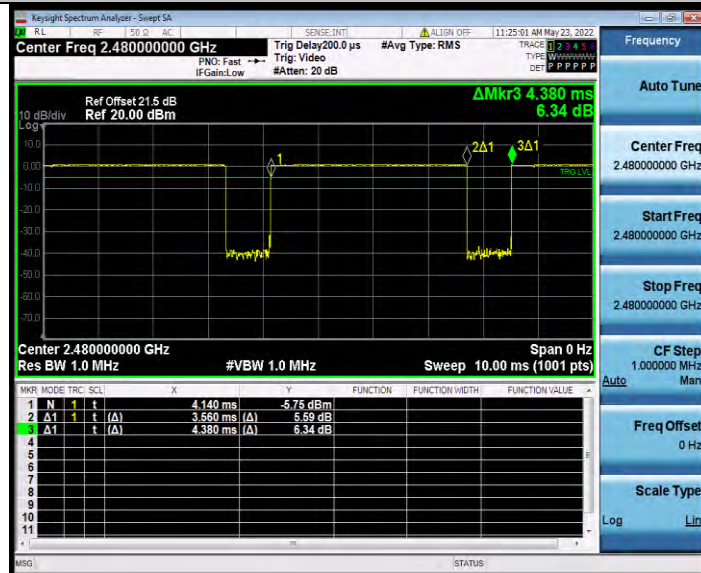 Keysight Spectrum Analyzer - Swept SA
RL RF 50 Ω AC SENSE:INT ALIGN OFF 11:25:01 AM May 23, 2022
Center Freq 2.480000000 GHz
PNO: Fast
IFGain:Low
Trig Delay200.0 µs
Trig: Video
#Atten: 20 dB
#Avg Type: RMS
TRACE 1 2 3 4 5 6
TYPE WWWWWW
DET P P P P P P
Ref Offset 21.5 dB
10 dB/div Ref 20.00 dBm
Log
ΔMkr3 4.380 ms
6.34 dB
10.0
0.00
-10.0
-20.0
-30.0
-40.0
-50.0
-60.0
-70.0
1
2Δ1
3Δ1
TRIG LVL
Center 2.480000000 GHz Span 0 Hz
Res BW 1.0 MHz #VBW 1.0 MHz Sweep 10.00 ms (1001 pts)
MKR MODE TRC SCL X Y FUNCTION FUNCTION WIDTH FUNCTION VALUE
1 N 1 t 4.140 ms -5.75 dBm
2 Δ1 1 t (Δ) 3.560 ms (Δ) 5.59 dB
3 Δ1 t (Δ) 4.380 ms (Δ) 6.34 dB
4
5
6
7
8
9
10
11
MSG STATUS
Frequency
Auto Tune
Center Freq
2.480000000 GHz
Start Freq
2.480000000 GHz
Stop Freq
2.480000000 GHz
CF Step
1.000000 MHz
Auto Man
Freq Offset
0 Hz
Scale Type
Log Lin